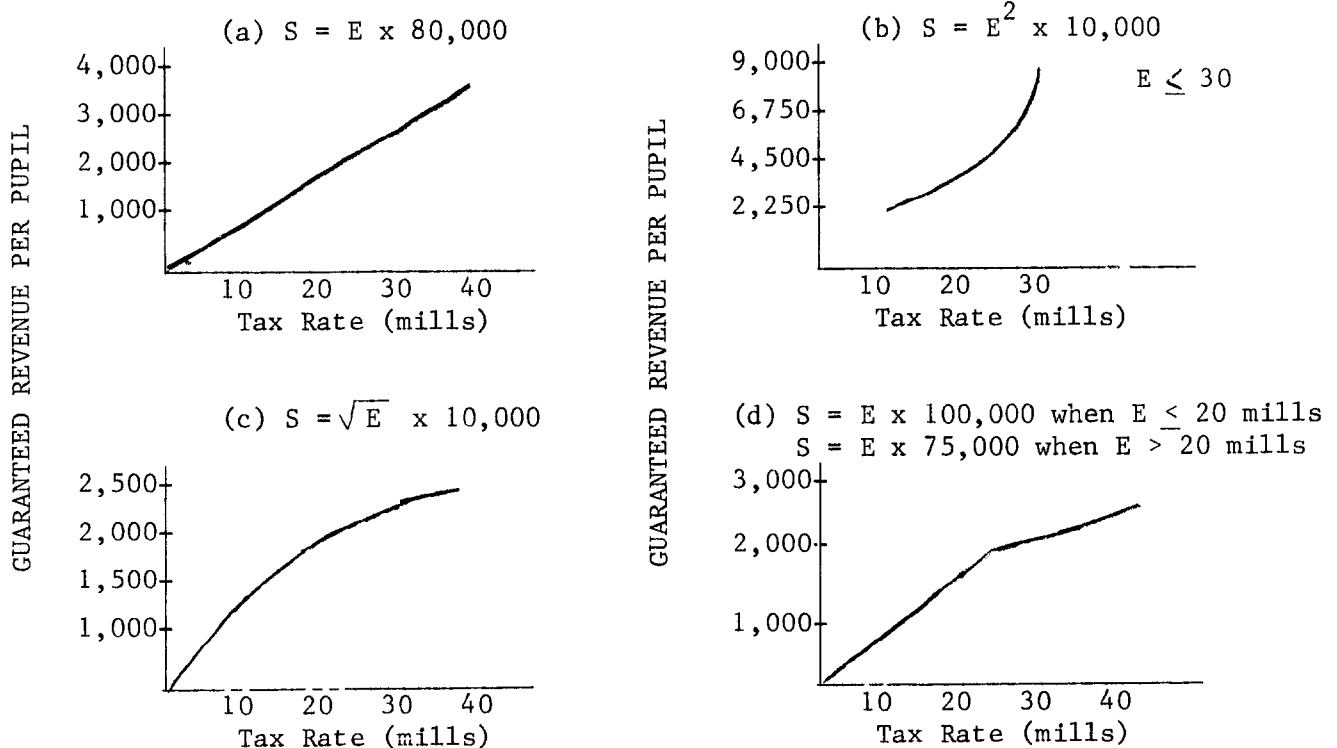 (a) S = E x 80,000
GUARANTEED REVENUE PER PUPIL
4,000
3,000
2,000
1,000
10 20 30 40
Tax Rate (mills)
(b) S = E² x 10,000
E ≤ 30
GUARANTEED REVENUE PER PUPIL
9,000
6,750
4,500
2,250
10 20 30
Tax Rate (mills)
(c) S = √E x 10,000
2,500
2,000
1,500
1,000
10 20 30 40
Tax Rate (mills)
(d) S = E x 100,000 when E ≤ 20 mills
S = E x 75,000 when E > 20 mills
3,000
2,000
1,000
10 20 30 40
Tax Rate (mills)